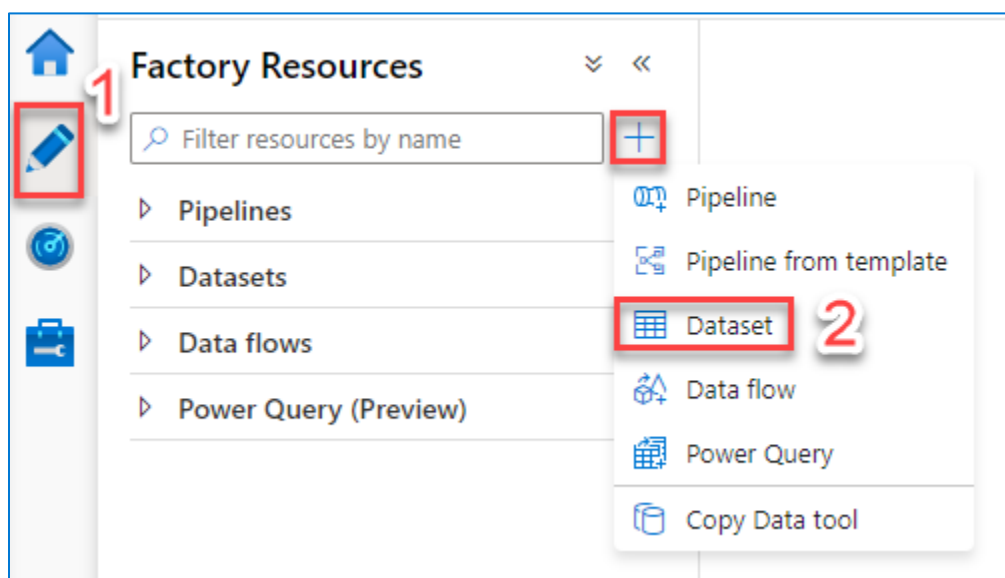 Factory Resources
1
Filter resources by name
Pipelines
Datasets
Data flows
Power Query (Preview)
Pipeline
Pipeline from template
Dataset
2
Data flow
Power Query
Copy Data tool